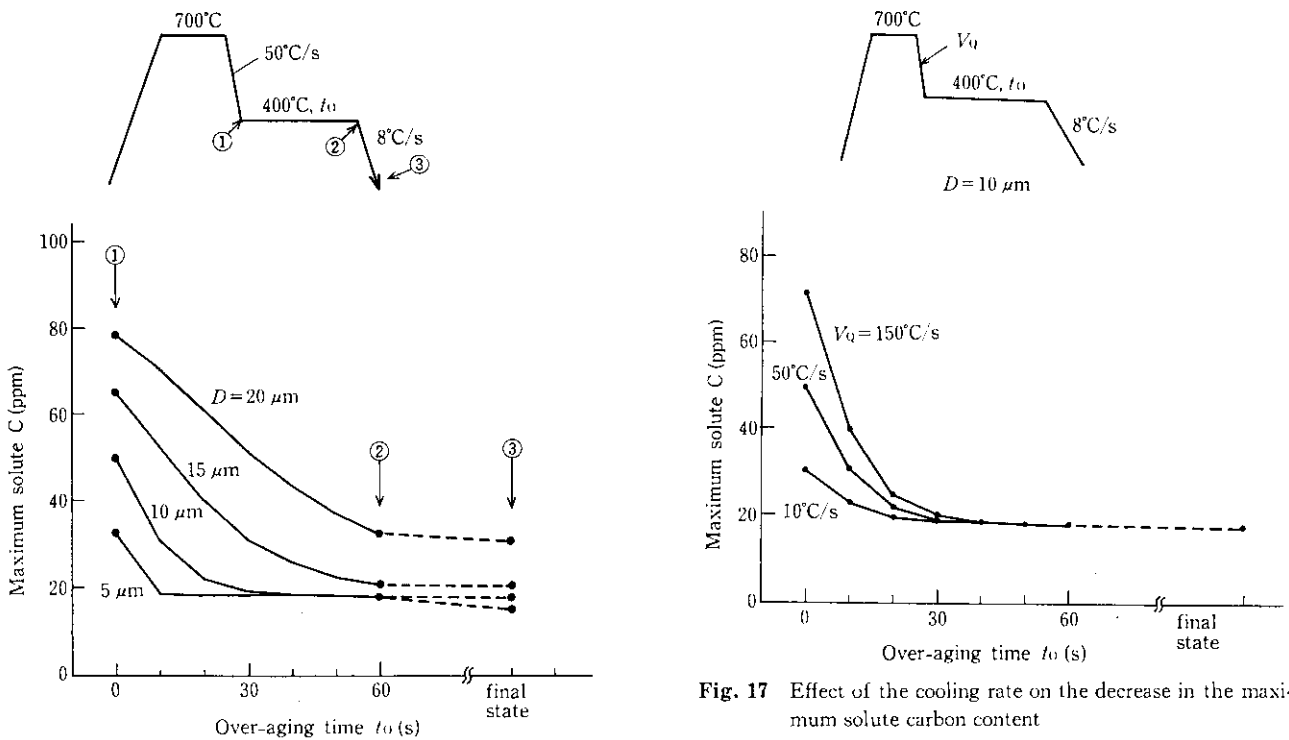 700°C
50°C/s
400°C, t₀
①
②
8°C/s
③
Maximum solute C (ppm)
100
80
60
40
20
0
①
D = 20 μm
15 μm
10 μm
5 μm
②
③
0
30
60
final
state
Over-aging time t₀ (s)
700°C
V_Q
400°C, t₀
8°C/s
D = 10 μm
Maximum solute C (ppm)
80
60
40
20
0
V_Q = 150°C/s
50°C/s
10°C/s
0
30
60
final
state
Over-aging time t₀ (s)
Fig. 17 Effect of the cooling rate on the decrease in the maxi-
mum solute carbon content